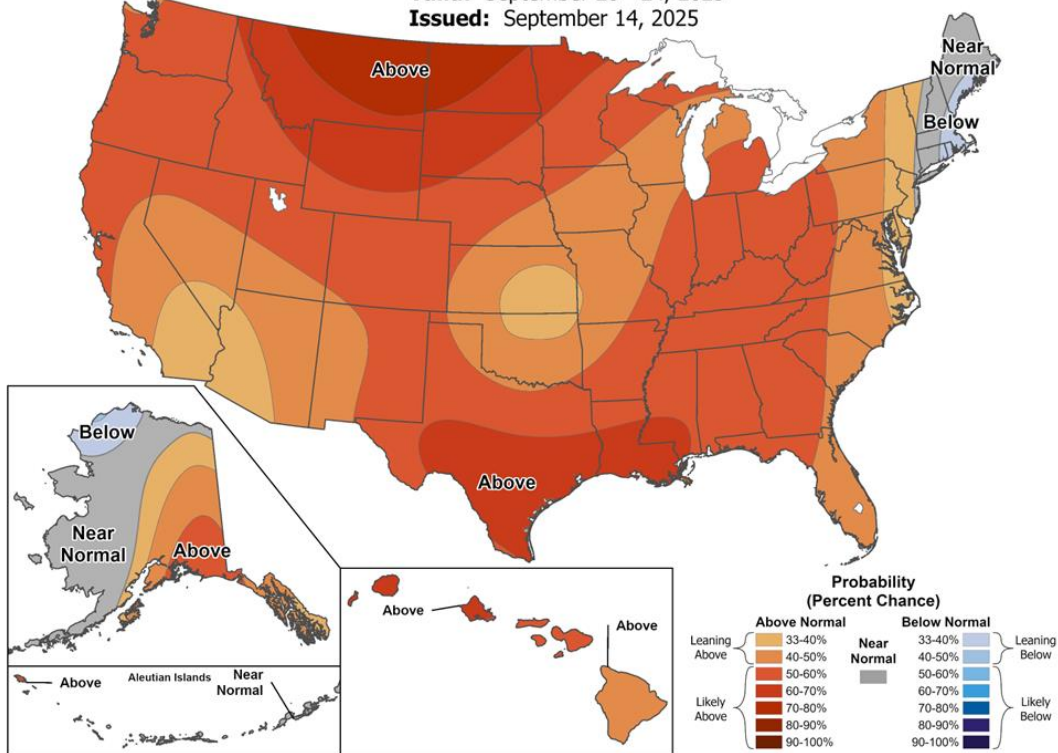 Issued: September 14, 2025
Above
Near
Normal
Below
Above
Below
Near
Normal
Above
Above
Aleutian Islands
Near
Normal
Above
Above
Probability
(Percent Chance)
Above Normal
Below Normal
Leaning
Above
33-40%
40-50%
Likely
Above
50-60%
60-70%
70-80%
80-90%
90-100%
Near
Normal
33-40%
40-50%
Leaning
Below
50-60%
60-70%
70-80%
80-90%
90-100%
Likely
Below